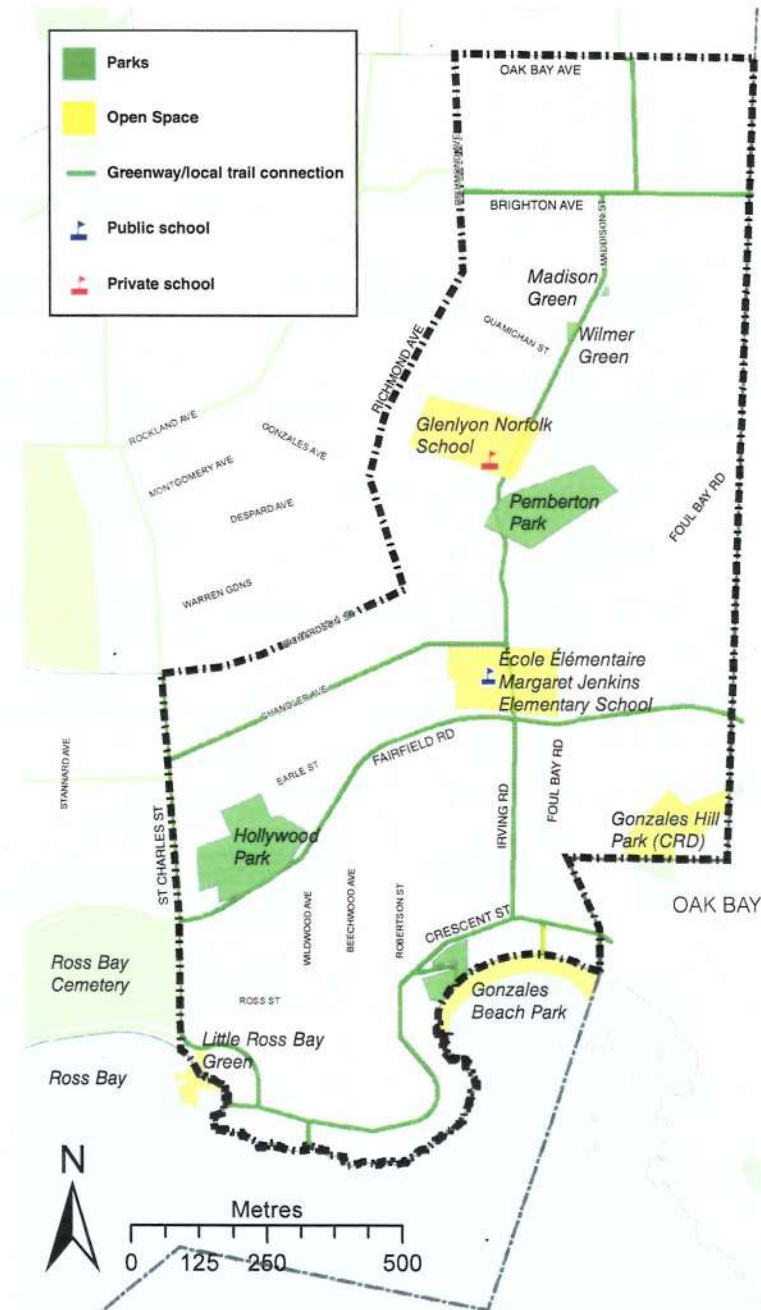 Parks
Open Space
Greenway/local trail connection
Public school
Private school
OAK BAY AVE
BRIGHTON AVE
MADDISON ST
Madison
Green
QUAMICHAN ST
Wilmer
Green
RICHMOND AVE
ROCKLAND AVE
GONZALES AVE
Glenlyon Norfolk
School
MONTGOMERY AVE
DESPARD AVE
Pemberton
Park
FOUL BAY RD
WARREN GDNS
CHANDLER AVE
École Élémentaire
Margaret Jenkins
Elementary School
STANNARD AVE
EARLE ST
FAIRFIELD RD
IRVING RD
FOUL BAY RD
Gonzales Hill
Park (CRD)
ST CHARLES ST
Hollywood
Park
OAK BAY
WILDWOOD AVE
BEECHWOOD AVE
ROBERTSON ST
CRESCENT ST
Ross Bay
Cemetery
ROSS ST
Gonzales
Beach Park
Little Ross Bay
Green
Ross Bay
N
Metres
0 125 250 500